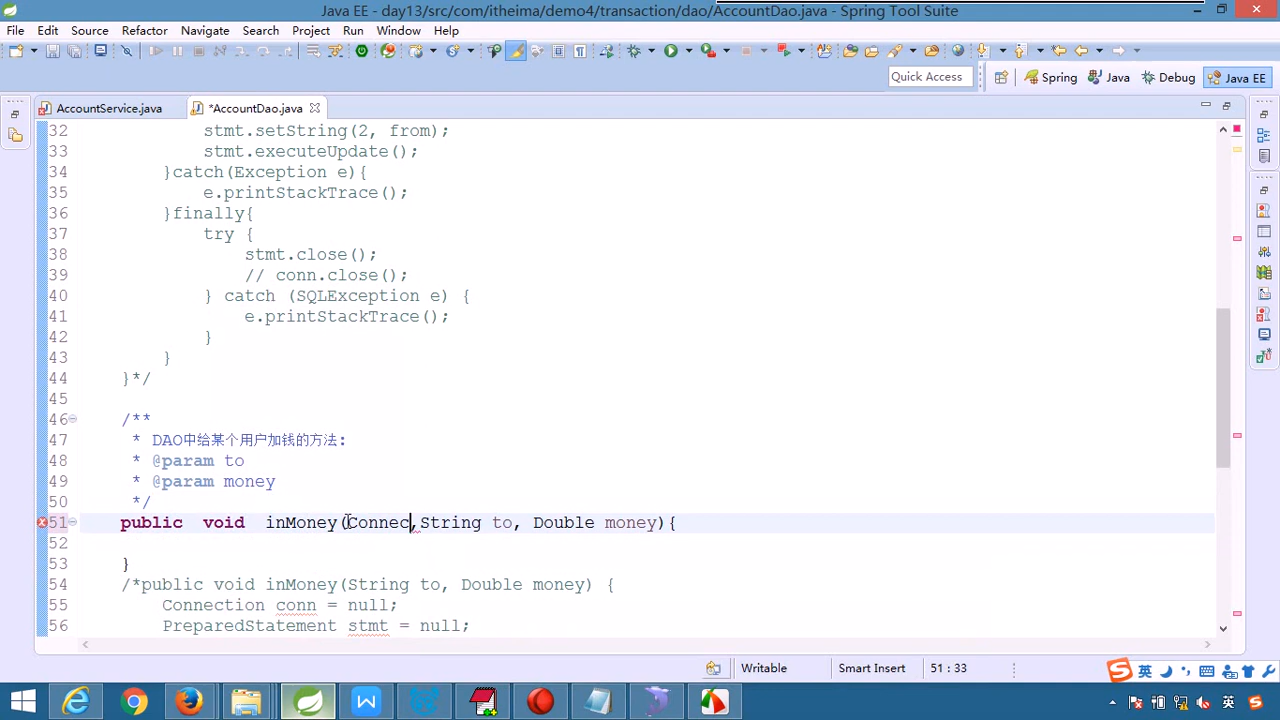 Java EE - day13/src/com/itheima/demo4/transaction/dao/AccountDao.java - Spring Tool Suite
File Edit Source Refactor Navigate Search Project Run Window Help
Quick Access
Spring Java Debug Java EE
AccountService.java *AccountDao.java
32 stmt.setString(2, from);
33 stmt.executeUpdate();
34 }catch(Exception e){
35 e.printStackTrace();
36 }finally{
37 try {
38 stmt.close();
39 // conn.close();
40 } catch (SQLException e) {
41 e.printStackTrace();
42 }
43 }
44 }*/
45
46 /**
47 * DAO中给某个用户加钱的方法:
48 * @param to
49 * @param money
50 */
51 public void inMoney(Connec,String to, Double money){
52
53 }
54 /*public void inMoney(String to, Double money) {
55 Connection conn = null;
56 PreparedStatement stmt = null;
Writable Smart Insert 51 : 33
英
英